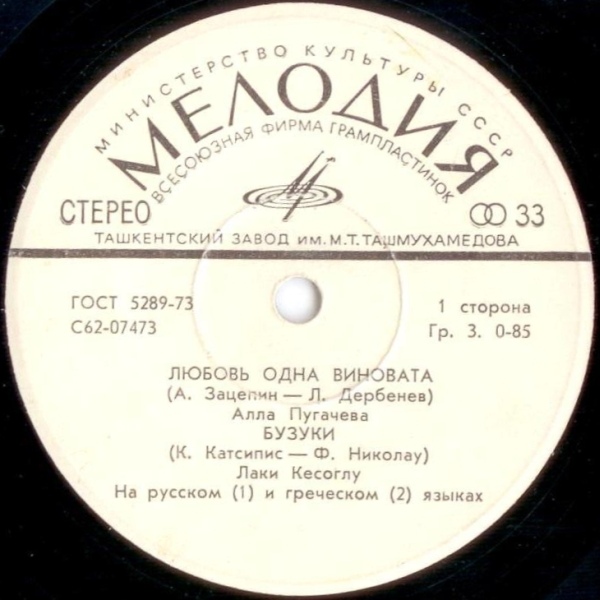 МИНИСТЕРСТВО КУЛЬТУРЫ СССР
МЕЛОДИЯ
ВСЕСОЮЗНАЯ ФИРМА ГРАМПЛАСТИНОК
СТЕРЕО
33
ТАШКЕНТСКИЙ ЗАВОД ИМ. М.Т. ТАШМУХАМЕДОВА
ГОСТ 5289-73
1 сторона
С62-07473
Гр. 3. 0-85
ЛЮБОВЬ ОДНА ВИНОВАТА
(А. Зацепин — Л. Дербенев)
Алла Пугачева
БУЗУКИ
(К. Катсипис — Ф. Николау)
Лаки Кесоглу
На русском (1) и греческом (2) языках